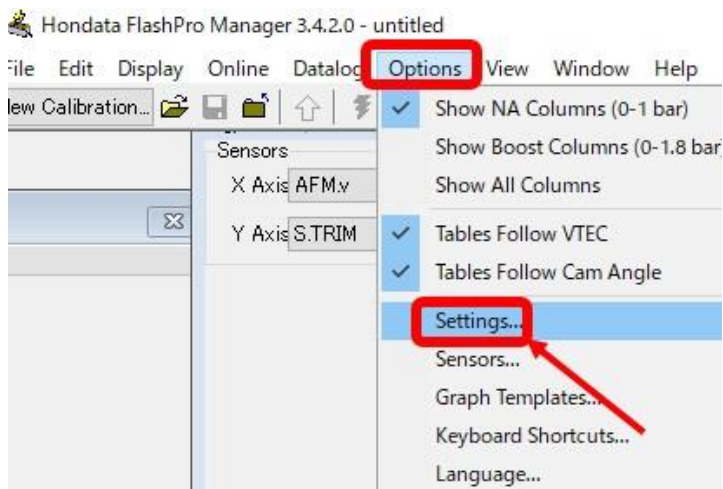 Hondata FlashPro Manager 3.4.2.0 - untitled
File Edit Display Online Datalog Options View Window Help
New Calibration...
Show NA Columns (0-1 bar)
Sensors
Show Boost Columns (0-1.8 bar
X Axis AFM.v
Show All Columns
Y Axis S.TRIM
Tables Follow VTEC
Tables Follow Cam Angle
Settings...
Sensors...
Graph Templates...
Keyboard Shortcuts...
Language...